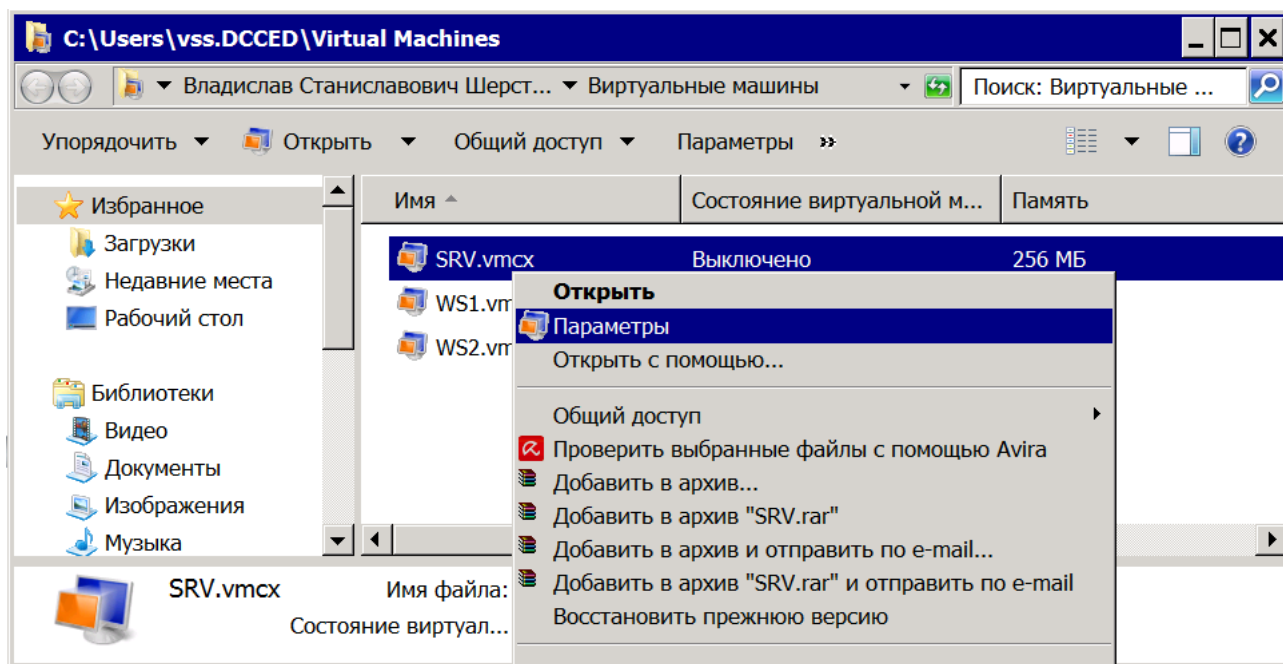 C:\Users\vss.DCCED\Virtual Machines
Владислав Станиславович Шерст... Виртуальные машины Поиск: Виртуальные ...
Упорядочить Открыть Общий доступ Параметры
Имя Состояние виртуальной м... Память
Избранное
Загрузки
Недавние места
Рабочий стол
Библиотеки
Видео
Документы
Изображения
Музыка
SRV.vmcx Выключено 256 МБ
WS1.vm
WS2.vm
Открыть
Параметры
Открыть с помощью...
Общий доступ
Проверить выбранные файлы с помощью Avira
Добавить в архив...
Добавить в архив "SRV.rar"
Добавить в архив и отправить по e-mail...
Добавить в архив "SRV.rar" и отправить по e-mail
Восстановить прежнюю версию
SRV.vmcx Имя файла:
Состояние виртуал...